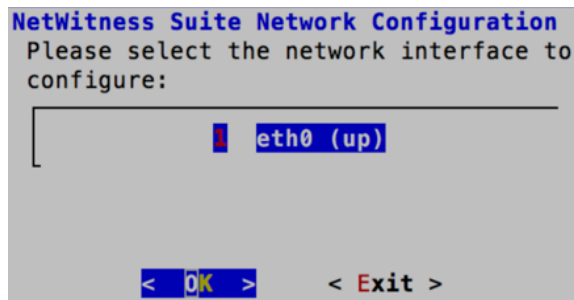 NetWitness Suite Network Configuration
Please select the network interface to
configure:
1 eth0 (up)
< OK > < Exit >